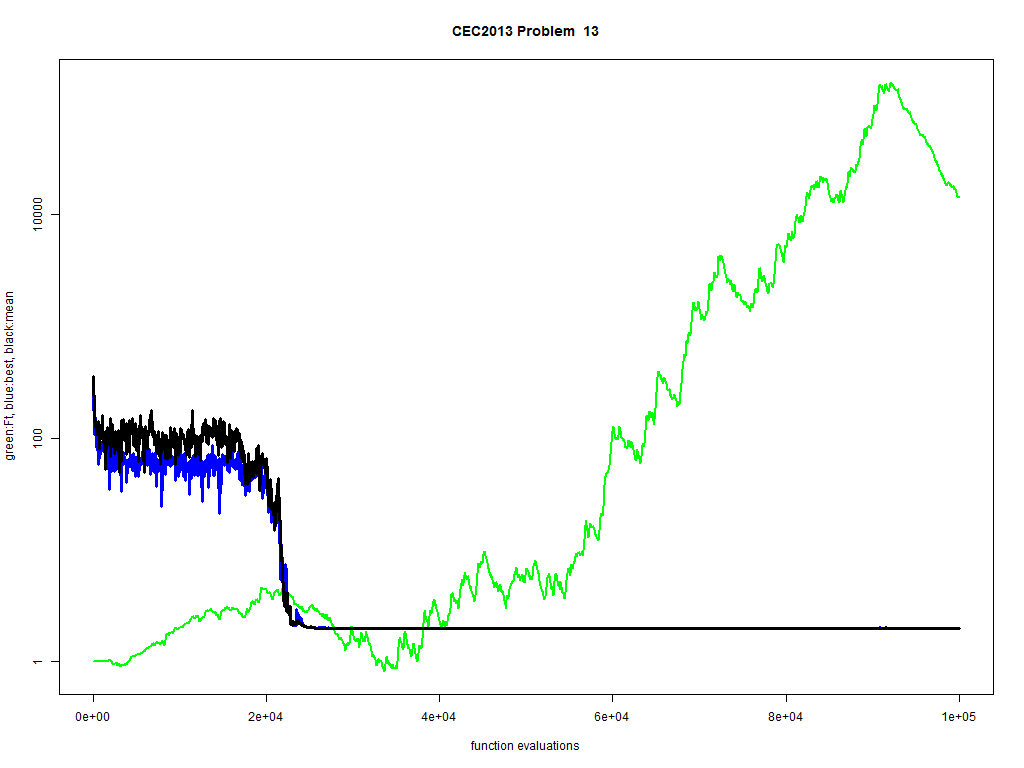 CEC2013 Problem  13
green:Ft, blue:best, black:mean
10000
100
1
0e+00
2e+04
4e+04
6e+04
8e+04
1e+05
function evaluations